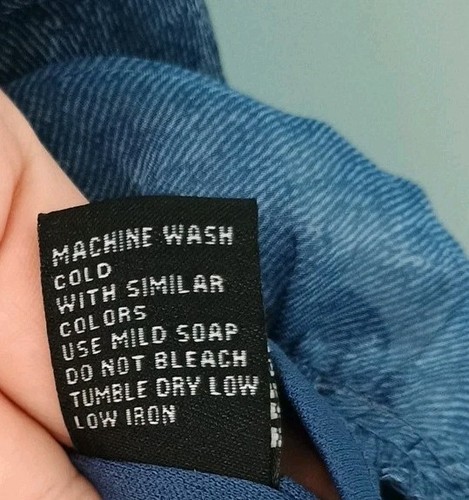 MACHINE WASH
COLD
WITH SIMILAR
COLORS
USE MILD SOAP
DO NOT BLEACH
TUMBLE DRY LOW
LOW IRON